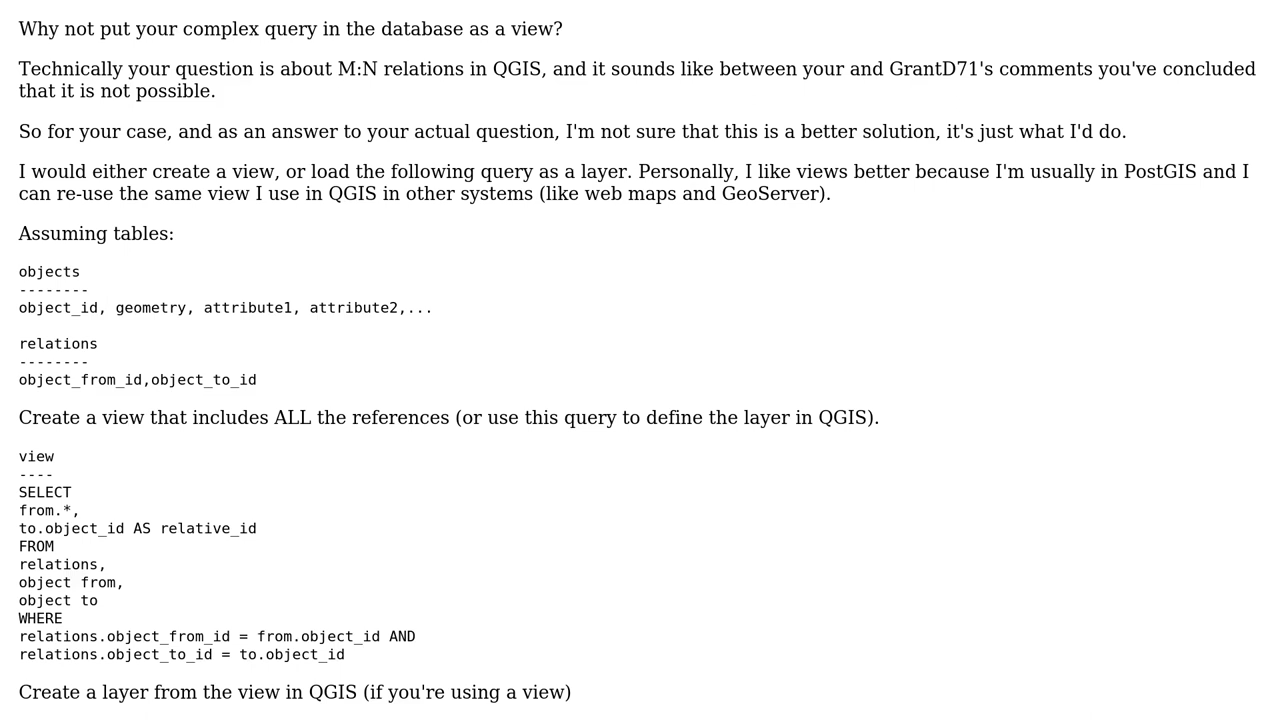 Why not put your complex query in the database as a view?
Technically your question is about M:N relations in QGIS, and it sounds like between your and GrantD71's comments you've concluded
that it is not possible.
So for your case, and as an answer to your actual question, I'm not sure that this is a better solution, it's just what I'd do.
I would either create a view, or load the following query as a layer. Personally, I like views better because I'm usually in PostGIS and I
can re-use the same view I use in QGIS in other systems (like web maps and GeoServer).
Assuming tables:
objects
--------
object_id, geometry, attribute1, attribute2,...
relations
--------
object_from_id,object_to_id
Create a view that includes ALL the references (or use this query to define the layer in QGIS).
view
----
SELECT
from.*,
to.object_id AS relative_id
FROM
relations,
object from,
object to
WHERE
relations.object_from_id = from.object_id AND
relations.object_to_id = to.object_id
Create a layer from the view in QGIS (if you're using a view)